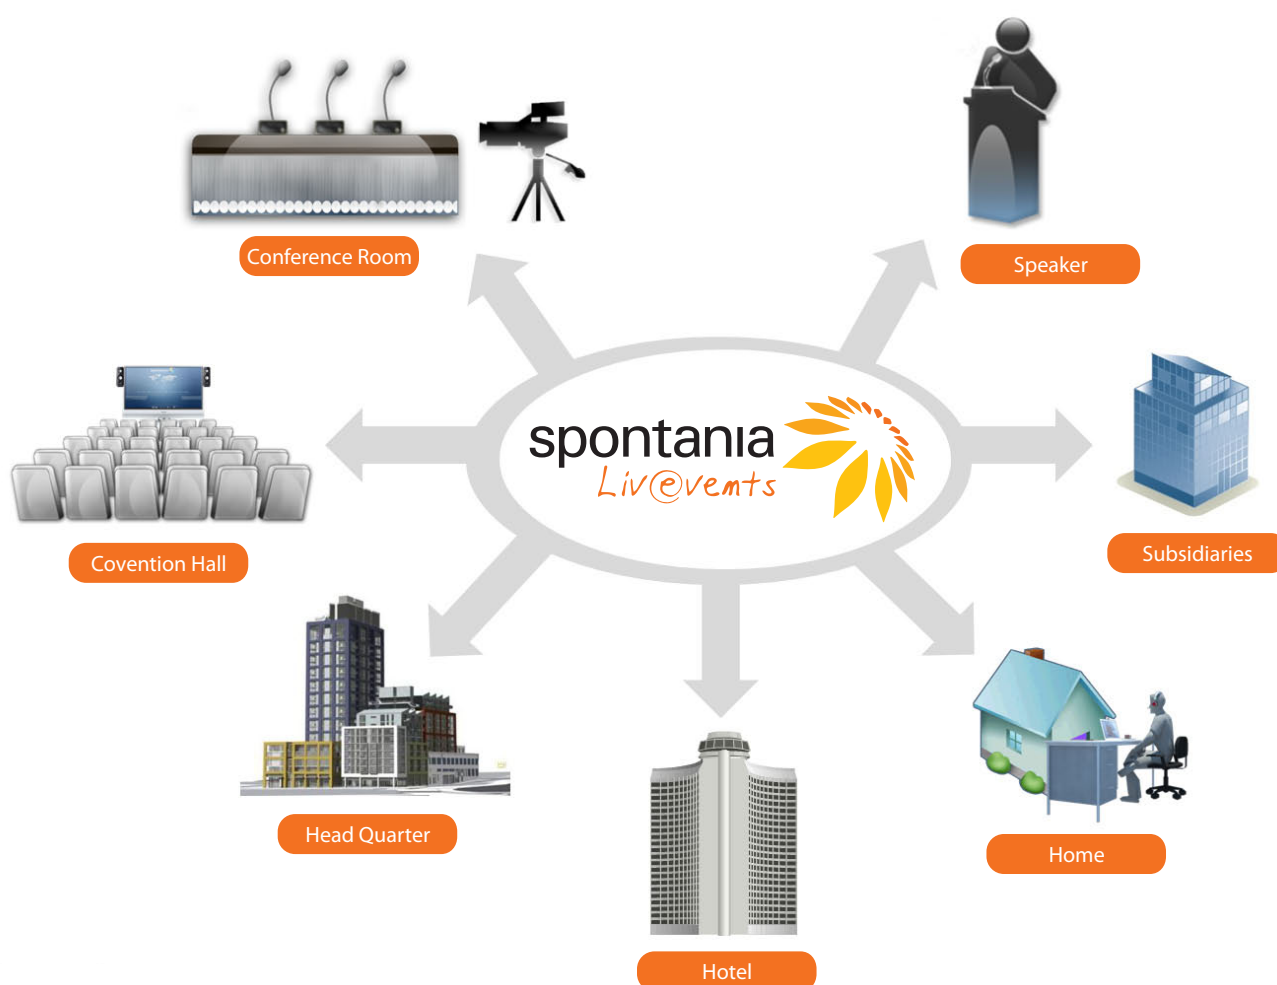 Conference Room
Speaker
spontania
Liv@vemts
Covention Hall
Subsidiaries
Head Quarter
Home
Hotel